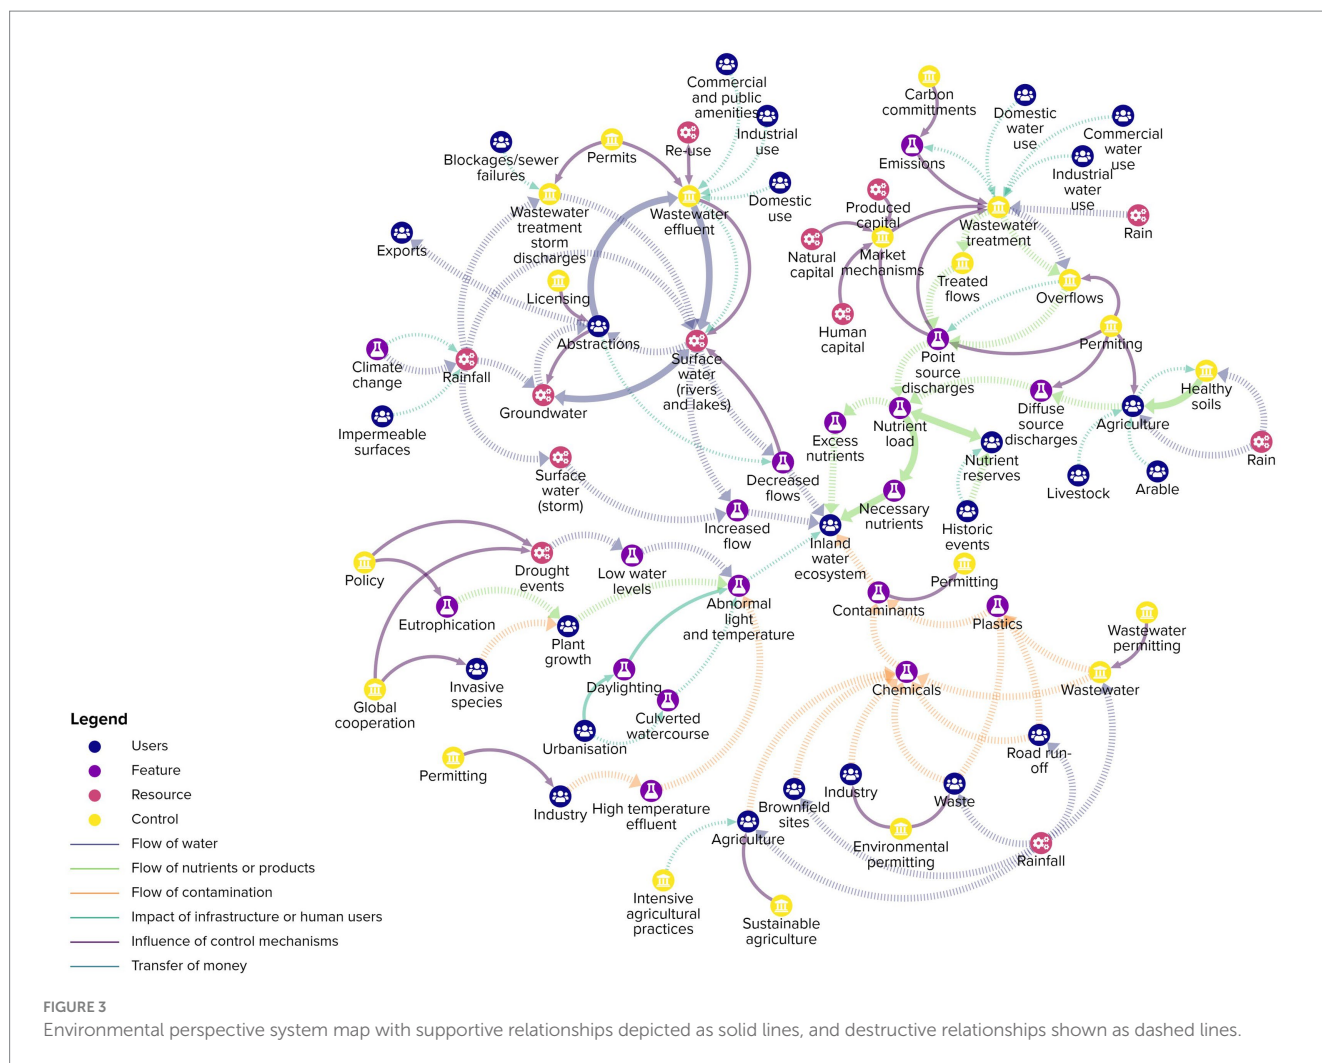 Commercial
and public
amenities
Industrial
use
Re-use
Permits
Blockages/sewer
failures
Wastewater
treatment
storm
discharges
Wastewater
effluent
Domestic
use
Exports
Licensing
Abstractions
Surface
water
(rivers
and lakes)
Climate
change
Rainfall
Groundwater
Impermeable
surfaces
Surface
water
(storm)
Decreased
flows
Increased
flow
Carbon
committments
Domestic
water
use
Commercial
water
use
Emissions
Industrial
water
use
Produced
capital
Wastewater
treatment
Rain
Natural
capital
Market
mechanisms
Treated
flows
Overflows
Human
capital
Permiting
Point
source
discharges
Healthy
soils
Diffuse
source
discharges
Agriculture
Excess
nutrients
Nutrient
load
Nutrient
reserves
Rain
Livestock
Arable
Necessary
nutrients
Historic
events
Inland
water
ecosystem
Policy
Drought
events
Low water
levels
Abnormal
light
and temperature
Eutrophication
Plant
growth
Invasive
species
Global
cooperation
Daylighting
Culverted
watercourse
Urbanisation
Permitting
Industry
High temperature
effluent
Permitting
Contaminants
Plastics
Wastewater
permitting
Chemicals
Wastewater
Road run-
off
Industry
Waste
Brownfield
sites
Agriculture
Environmental
permitting
Rainfall
Intensive
agricultural
practices
Sustainable
agriculture
Legend
Users
Feature
Resource
Control
Flow of water
Flow of nutrients or products
Flow of contamination
Impact of infrastructure or human users
Influence of control mechanisms
Transfer of money
FIGURE 3
Environmental perspective system map with supportive relationships depicted as solid lines, and destructive relationships shown as dashed lines.